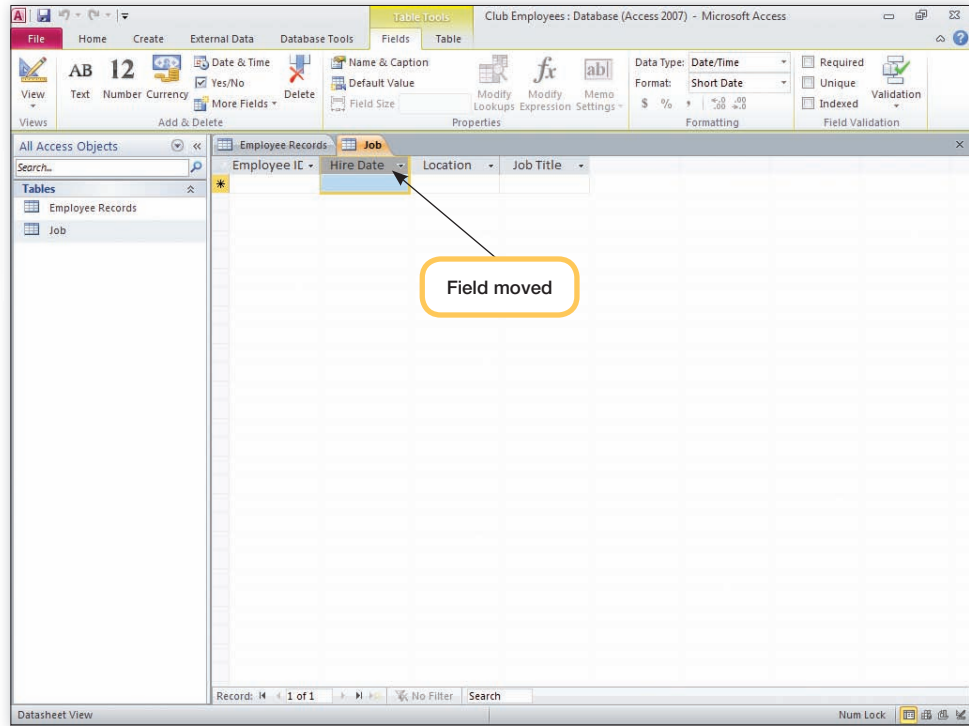 Table Tools
Club Employees : Database (Access 2007) - Microsoft Access
File Home Create External Data Database Tools Fields Table
View
Views
AB Text
12 Number
Currency
Date & Time
Yes/No
More Fields
Delete
Add & Delete
Name & Caption
Default Value
Field Size
Modify Lookups
fx Modify Expression
ab Memo Settings
Properties
Data Type: Date/Time
Format: Short Date
$ % , .00 .00
Formatting
Required
Unique
Indexed
Validation
Field Validation
All Access Objects
Search...
Tables
Employee Records
Job
Employee Records Job
Employee ID Hire Date Location Job Title
Field moved
Record: 1 of 1 No Filter Search
Datasheet View Num Lock